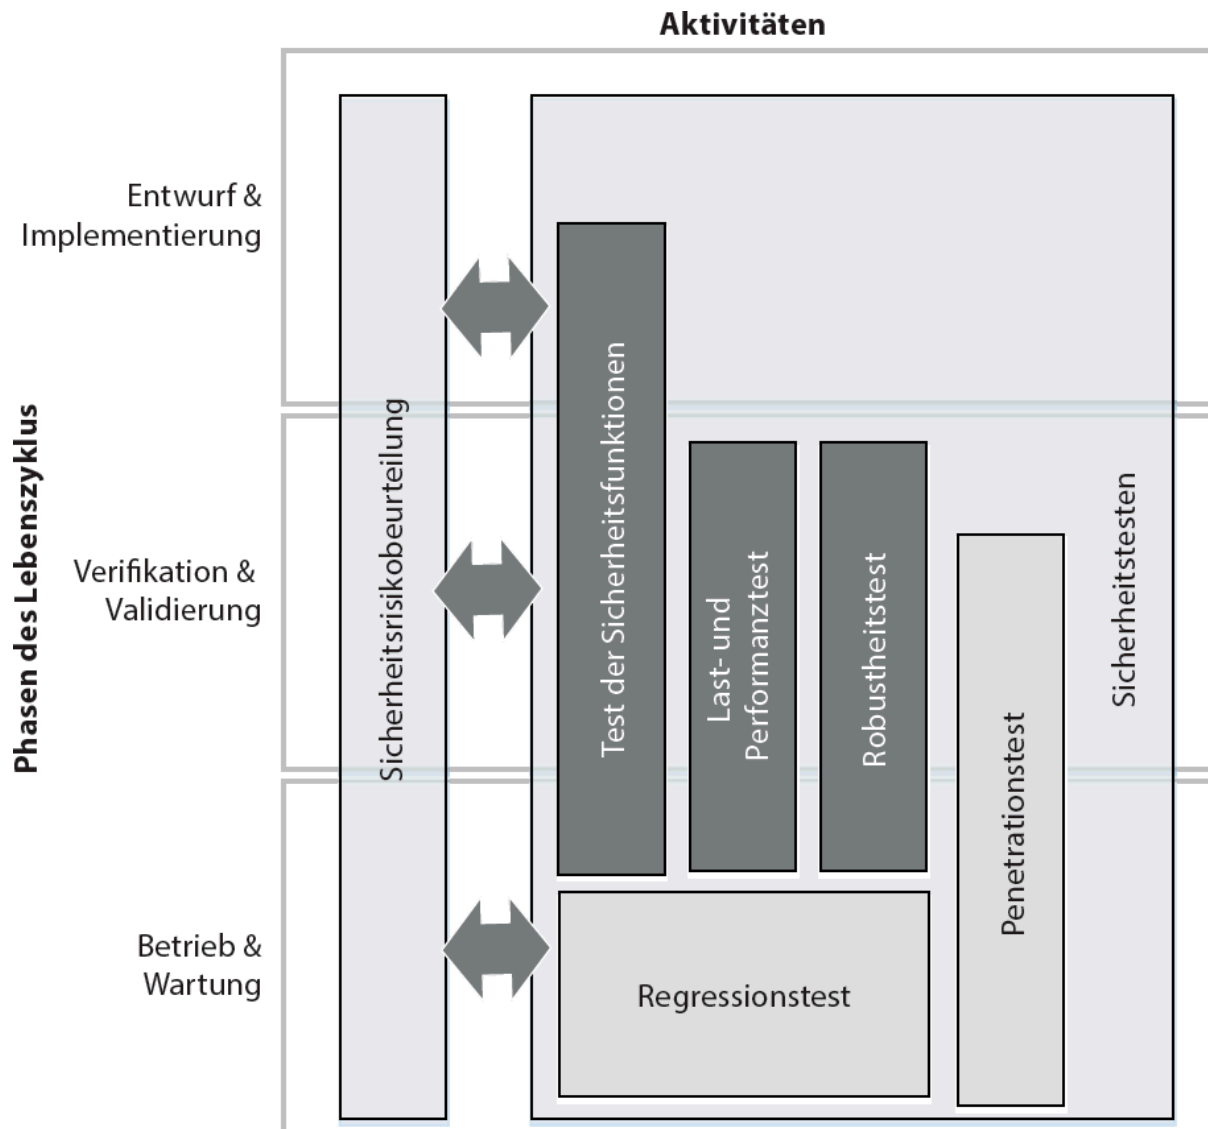 Aktivitäten
Entwurf &
Implementierung
Phasen des Lebenszyklus
Verifikation &
Validierung
Betrieb &
Wartung
Sicherheitsrisikobeurteilung
Test der Sicherheitsfunktionen
Last- und
Performanztest
Robustheitstest
Penetrationstest
Sicherheitstesten
Regressionstest